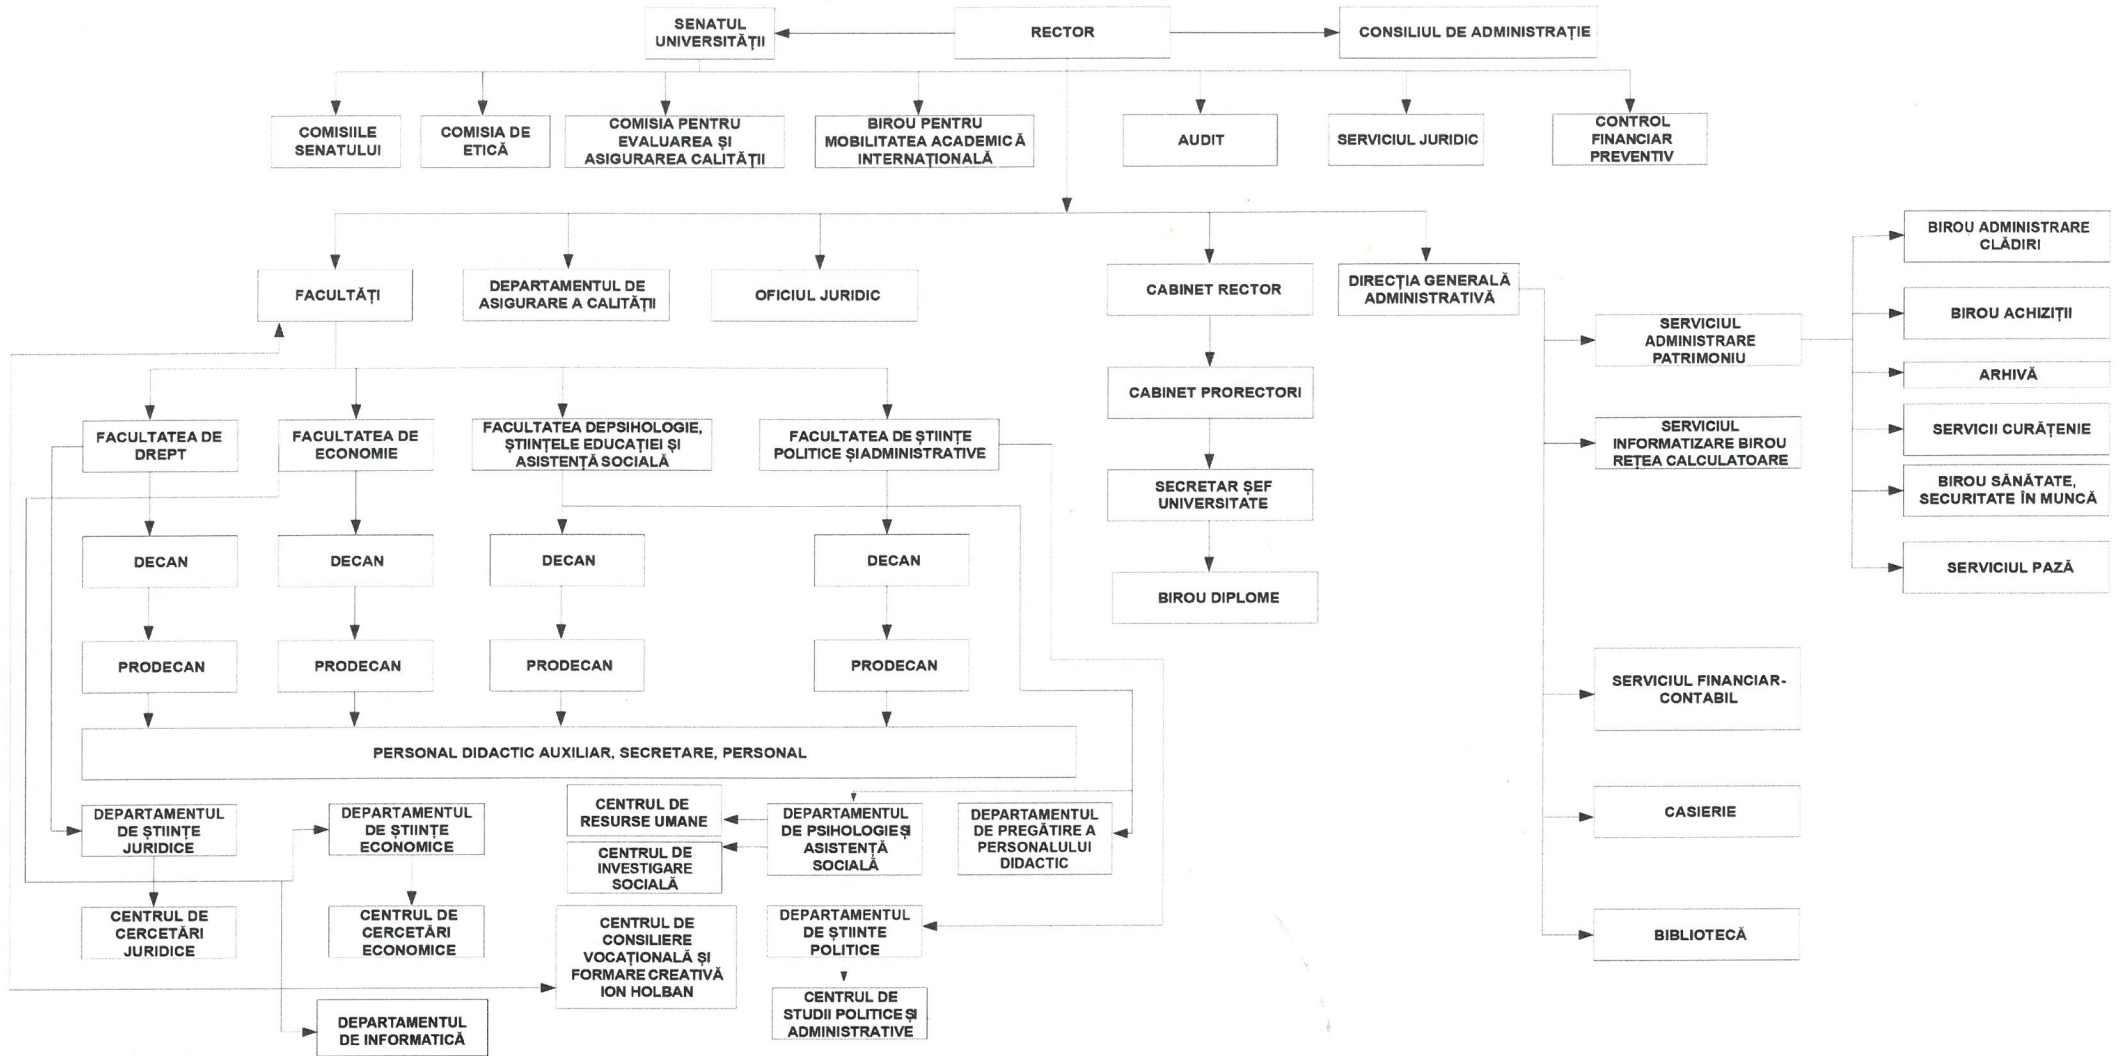 SENATUL
UNIVERSITĂȚII
RECTOR
CONSILIUL DE ADMINISTRAȚIE
COMISIILE
SENATULUI
COMISIA DE
ETICĂ
COMISIA PENTRU
EVALUAREA ȘI
ASIGURAREA CALITĂȚII
BIROU PENTRU
MOBILITATEA ACADEMICĂ
INTERNAȚIONALĂ
AUDIT
SERVICIUL JURIDIC
CONTROL
FINANCIAR
PREVENTIV
FACULTĂȚI
DEPARTAMENTUL DE
ASIGURARE A CALITĂȚII
OFICIUL JURIDIC
CABINET RECTOR
DIRECȚIA GENERALĂ
ADMINISTRATIVĂ
BIROU ADMINISTRARE
CLĂDIRI
BIROU ACHIZIȚII
SERVICIUL
ADMINISTRARE
PATRIMONIU
ARHIVĂ
CABINET PRORECTORI
FACULTATEA DE
DREPT
FACULTATEA DE
ECONOMIE
FACULTATEA DEPSIHOLOGIE,
ȘTIINȚELE EDUCAȚIEI ȘI
ASISTENȚĂ SOCIALĂ
FACULTATEA DE ȘTIINȚE
POLITICE ȘIADMINISTRATIVE
SERVICIUL
INFORMATIZARE BIROU
REȚEA CALCULATOARE
SERVICII CURĂȚENIE
SECRETAR ȘEF
UNIVERSITATE
BIROU SĂNĂTATE,
SECURITATE ÎN MUNCĂ
DECAN
DECAN
DECAN
DECAN
SERVICIUL PAZĂ
BIROU DIPLOME
PRODECAN
PRODECAN
PRODECAN
PRODECAN
SERVICIUL FINANCIAR-
CONTABIL
PERSONAL DIDACTIC AUXILIAR, SECRETARE, PERSONAL
DEPARTAMENTUL
DE ȘTIINȚE
JURIDICE
DEPARTAMENTUL
DE ȘTIINȚE
ECONOMICE
CENTRUL DE
RESURSE UMANE
CENTRUL DE
INVESTIGARE
SOCIALĂ
DEPARTAMENTUL
DE PSIHOLOGIE ȘI
ASISTENȚĂ
SOCIALĂ
DEPARTAMENTUL
DE PREGĂTIRE A
PERSONALULUI
DIDACTIC
CASIERIE
CENTRUL DE
CERCETĂRI
JURIDICE
CENTRUL DE
CERCETĂRI
ECONOMICE
CENTRUL DE
CONSILIERE
VOCAȚIONALĂ ȘI
FORMARE CREATIVĂ
ION HOLBAN
DEPARTAMENTUL
DE ȘTIINTE
POLITICE
BIBLIOTECĂ
CENTRUL DE
STUDII POLITICE ȘI
ADMINISTRATIVE
DEPARTAMENTUL
DE INFORMATICĂ